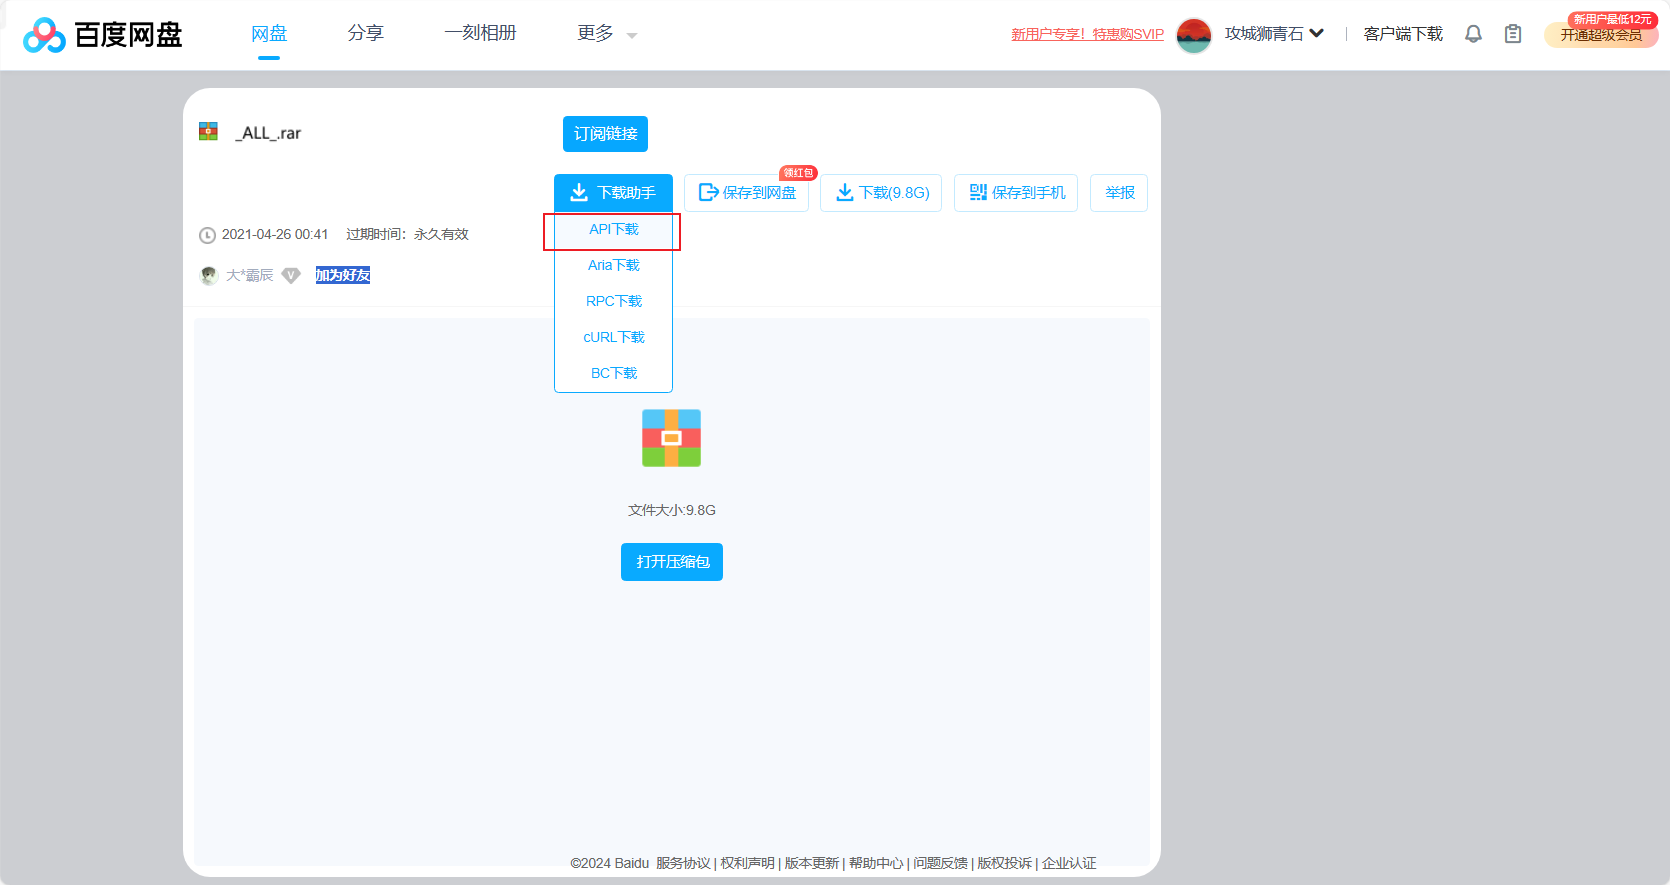 百度网盘
网盘 分享 一刻相册 更多
新用户专享！特惠购SVIP 攻城狮青石 客户端下载
新用户最低12元
开通超级会员
_ALL_.rar
订阅链接
领红包
下载助手 保存到网盘 下载(9.8G) 保存到手机 举报
API下载
2021-04-26 00:41 过期时间：永久有效
Aria下载
大*霸辰 V 加为好友
RPC下载
cURL下载
BC下载
文件大小:9.8G
打开压缩包
©2024 Baidu 服务协议 | 权利声明 | 版本更新 | 帮助中心 | 问题反馈 | 版权投诉 | 企业认证